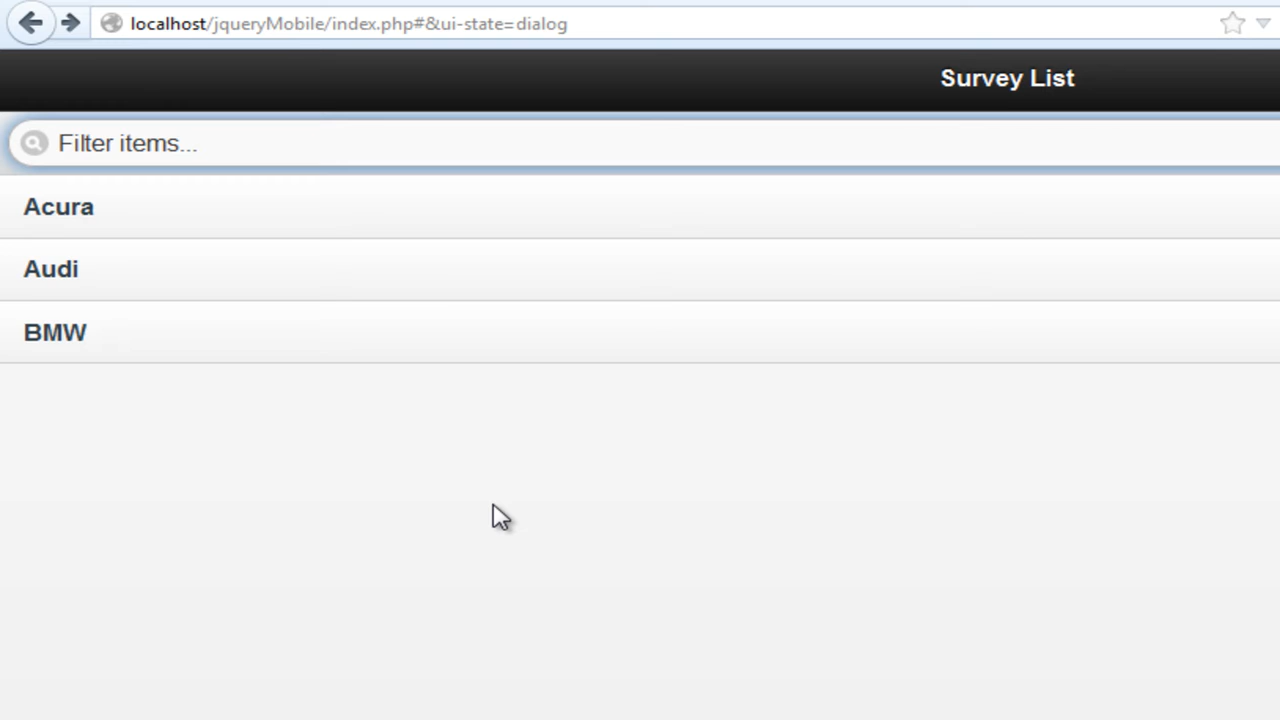 localhost/jqueryMobile/index.php#&ui-state=dialog
Survey List
Filter items...
Acura
Audi
BMW